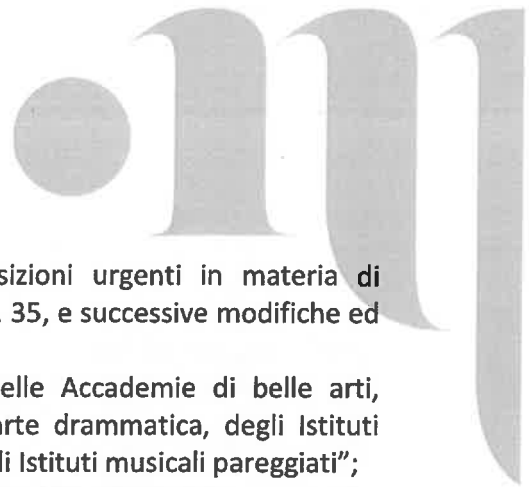 sizioni urgenti in materia di
35, e successive modifiche ed
elle Accademie di belle arti,
arte drammatica, degli Istituti
li Istituti musicali pareggiati”;